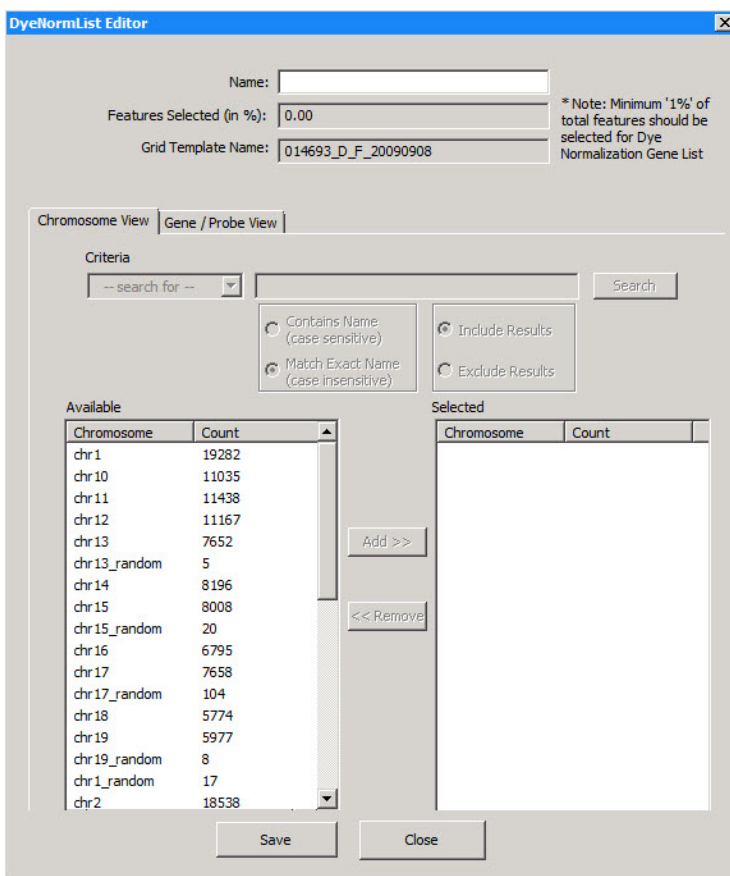 DyeNormList Editor
Name:
Features Selected (in %): 0.00
Grid Template Name: 014693_D_F_20090908
* Note: Minimum '1%' of
total features should be
selected for Dye
Normalization Gene List
Chromosome View Gene / Probe View
Criteria
-- search for -- Search
Contains Name
(case sensitive)
Match Exact Name
(case insensitive)
Include Results
Exclude Results
Available
Chromosome Count
chr1 19282
chr10 11035
chr11 11438
chr12 11167
chr13 7652
chr13_random 5
chr14 8196
chr15 8008
chr15_random 20
chr16 6795
chr17 7658
chr17_random 104
chr18 5774
chr19 5977
chr19_random 8
chr1_random 17
chr2 18538
Add >>
<< Remove
Selected
Chromosome Count
Save Close